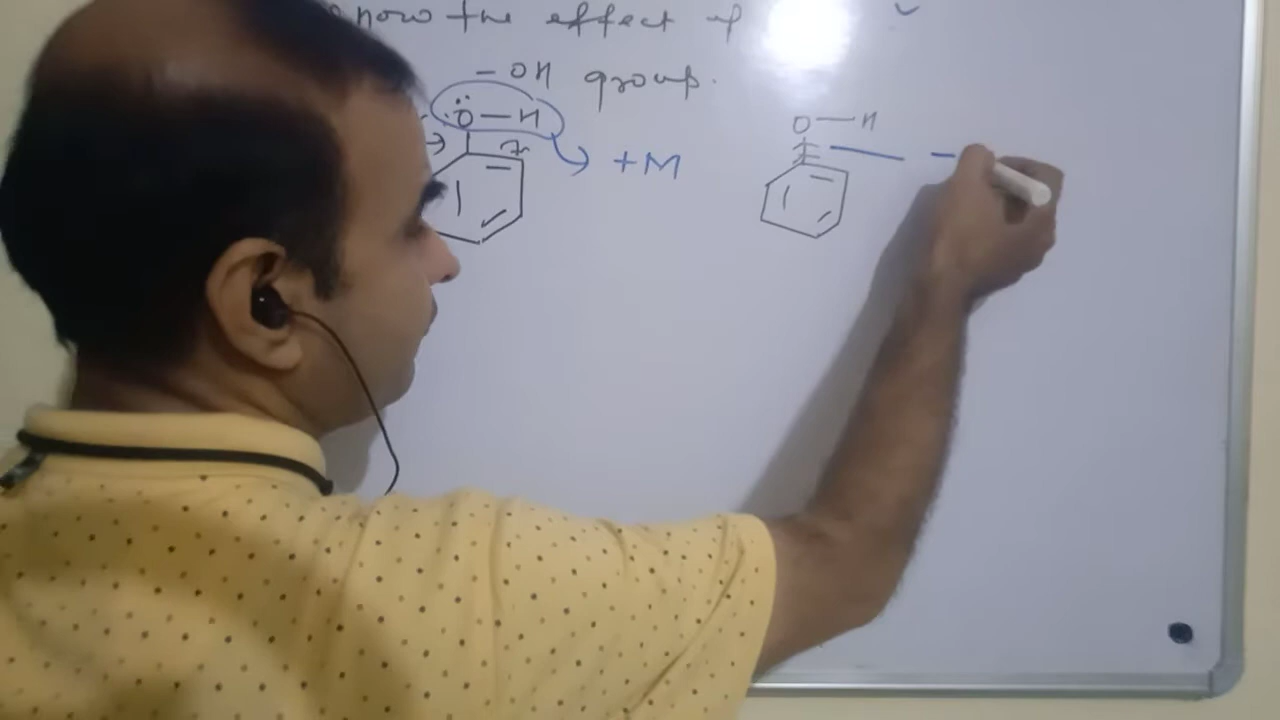 now the effect of
- OH group.
:Ö — H
+M
O — H